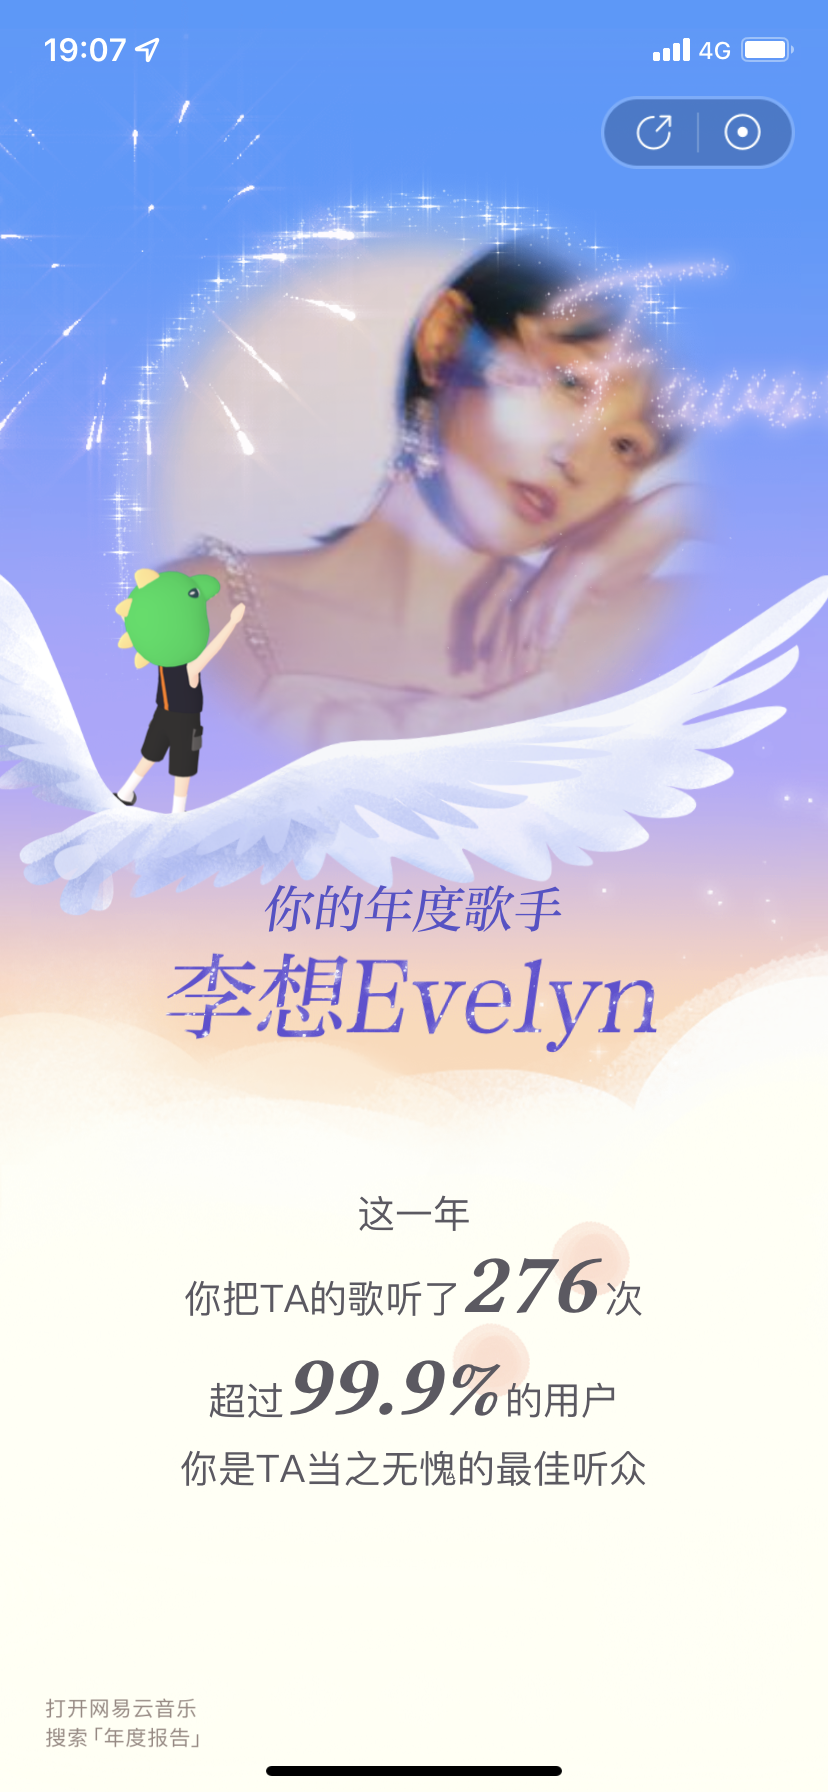 19:07
4G
你的年度歌手
李想Evelyn
这一年
你把TA的歌听了276次
超过99.9%的用户
你是TA当之无愧的最佳听众
打开网易云音乐
搜索「年度报告」